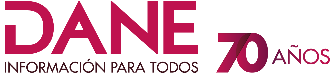 DANE
INFORMACIÓN PARA TODOS
70 AÑOS